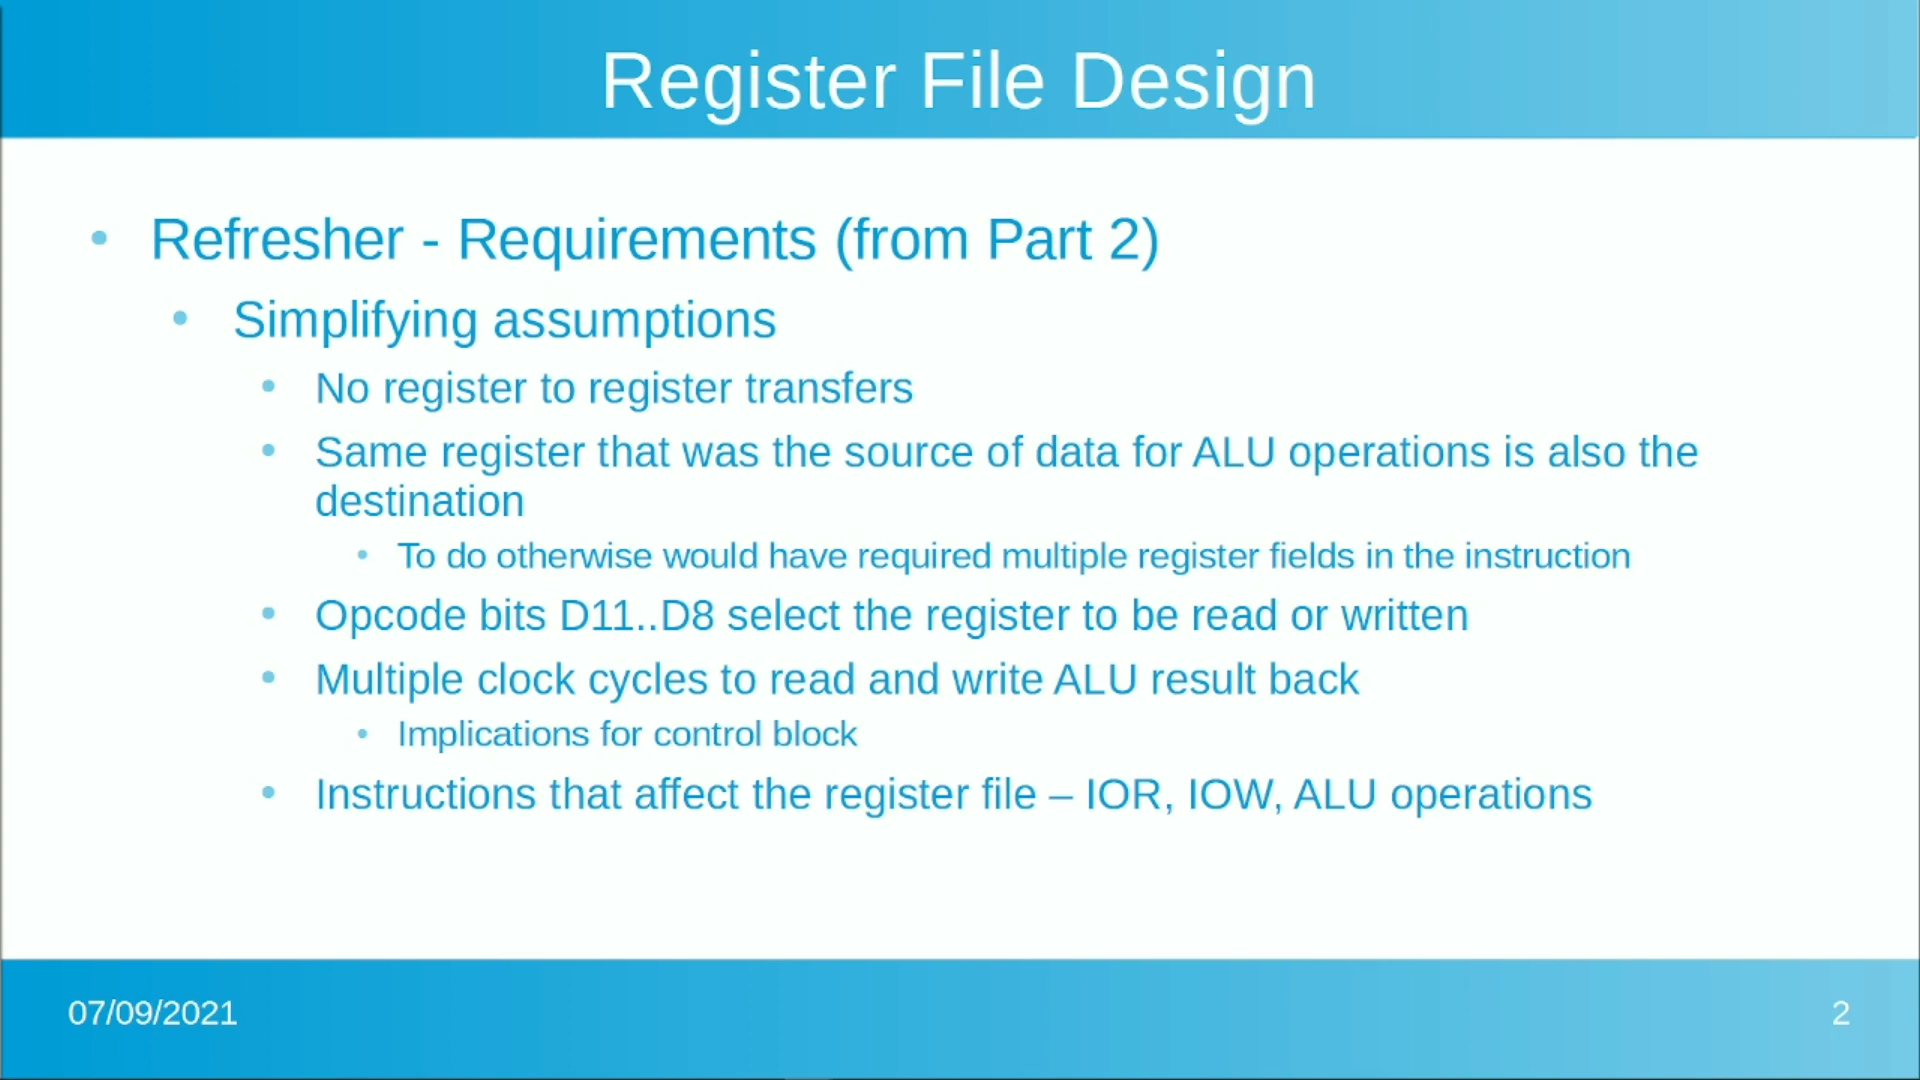 Register File Design
Refresher - Requirements (from Part 2)
Simplifying assumptions
No register to register transfers
Same register that was the source of data for ALU operations is also the
destination
To do otherwise would have required multiple register fields in the instruction
Opcode bits D11..D8 select the register to be read or written
Multiple clock cycles to read and write ALU result back
Implications for control block
Instructions that affect the register file – IOR, IOW, ALU operations
07/09/2021
2